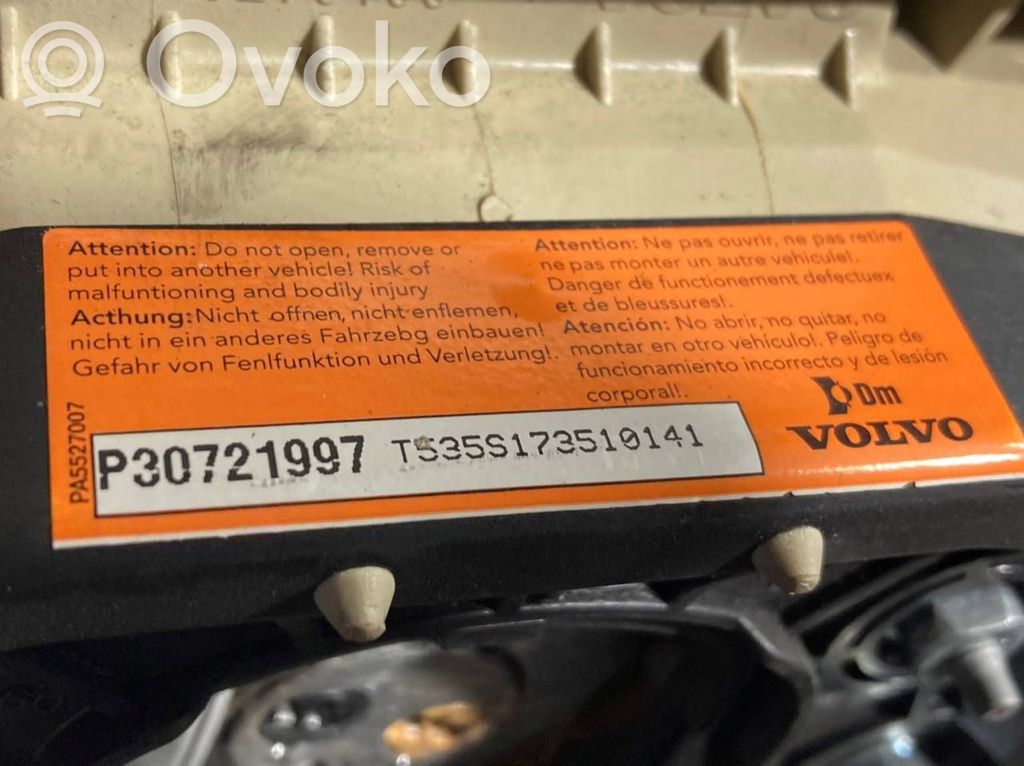 Ovoko
Attention: Do not open, remove or
put into another vehicle! Risk of
malfuntioning and bodily injury
Acthung: Nicht offnen, nicht enflemen,
nicht in ein anderes Fahrzebg einbauen!
Gefahr von Fenlfunktion und Verletzung!.
Attention: Ne pas ouvrir, ne pas retirer
ne pas monter un autre vehicule!.
Danger de functionement defectuex
et de bleussures!.
Atención: No abrir, no quitar, no
montar en otro vehiculo!. Peligro de
funcionamiento incorrecto y de lesión
corporal!.
Dm
VOLVO
PA5527007
P30721997 TS35S173510141